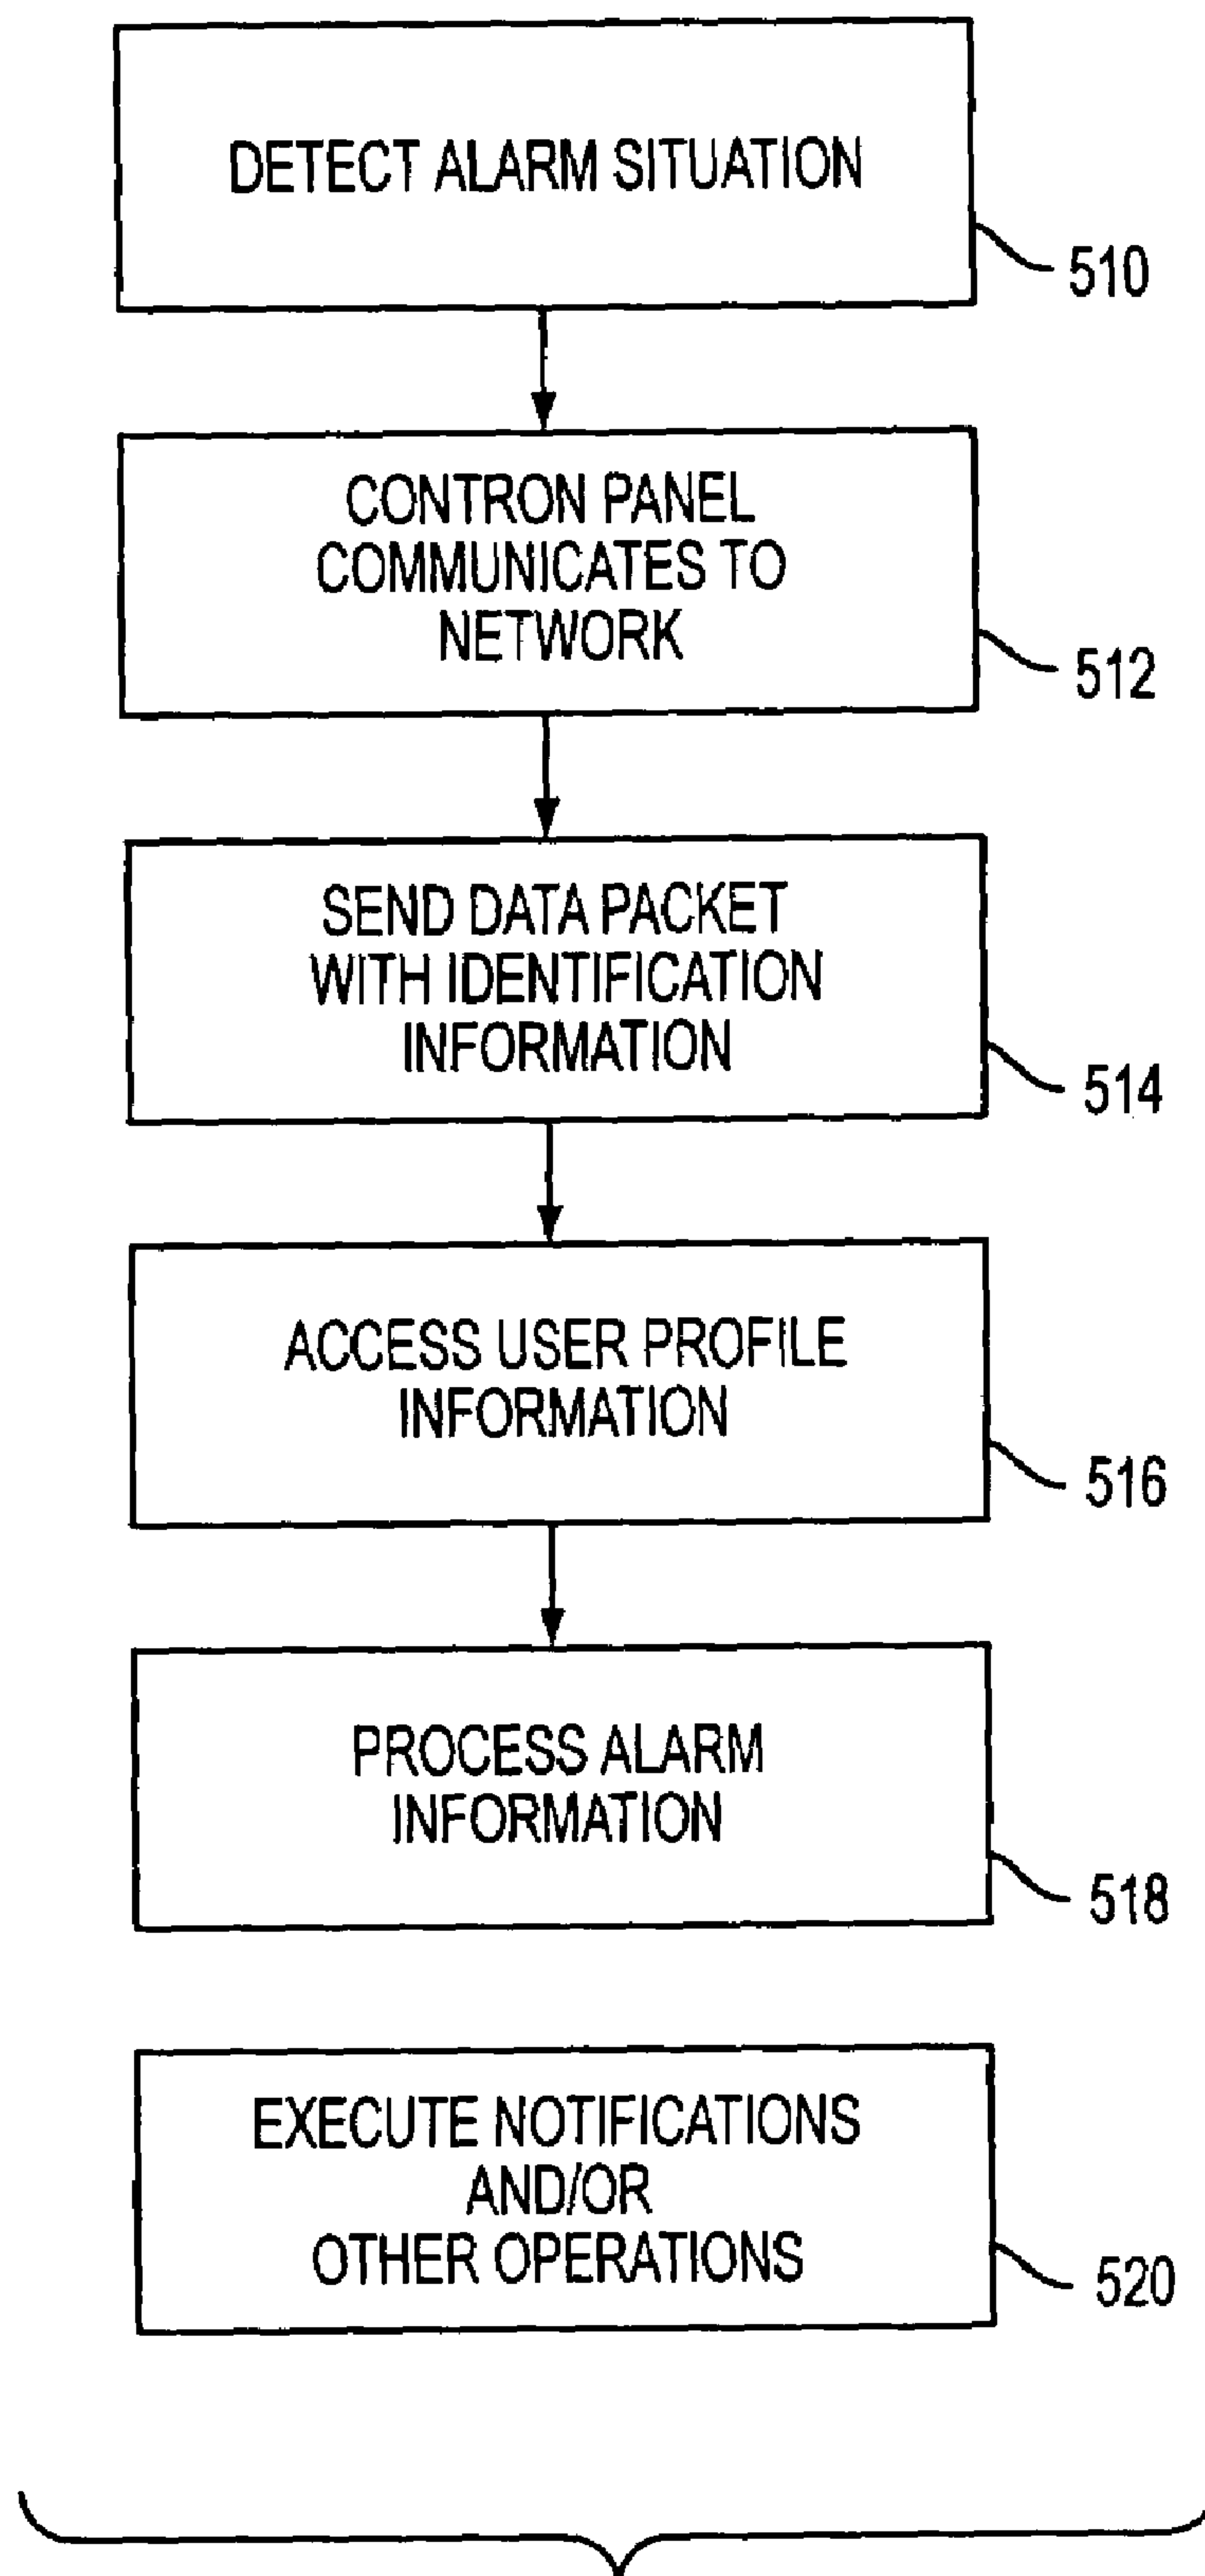 DETECT ALARM SITUATION
510
CONTRON PANEL
COMMUNICATES TO
NETWORK
512
SEND DATA PACKET
WITH IDENTIFICATION
INFORMATION
514
ACCESS USER PROFILE
INFORMATION
516
PROCESS ALARM
INFORMATION
518
EXECUTE NOTIFICATIONS
AND/OR
OTHER OPERATIONS
520